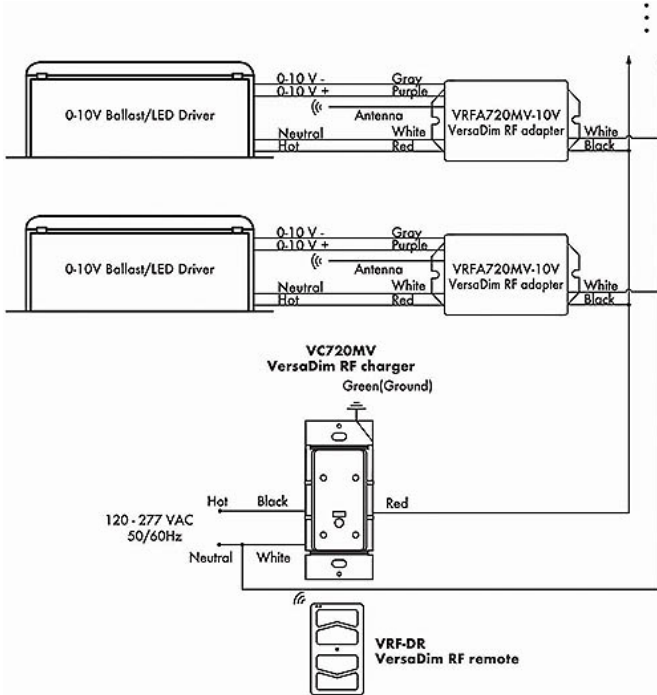 0-10 V - Gray
0-10 V + Purple
0-10V Ballast/LED Driver
Antenna
VRFA720MV-10V
VersaDim RF adapter
Neutral White
Hot Red
White
Black
0-10 V - Gray
0-10 V + Purple
0-10V Ballast/LED Driver
Antenna
VRFA720MV-10V
VersaDim RF adapter
Neutral White
Hot Red
White
Black
VC720MV
VersaDim RF charger
Green(Ground)
Hot Black
Red
120 - 277 VAC
50/60Hz
Neutral White
VRF-DR
VersaDim RF remote